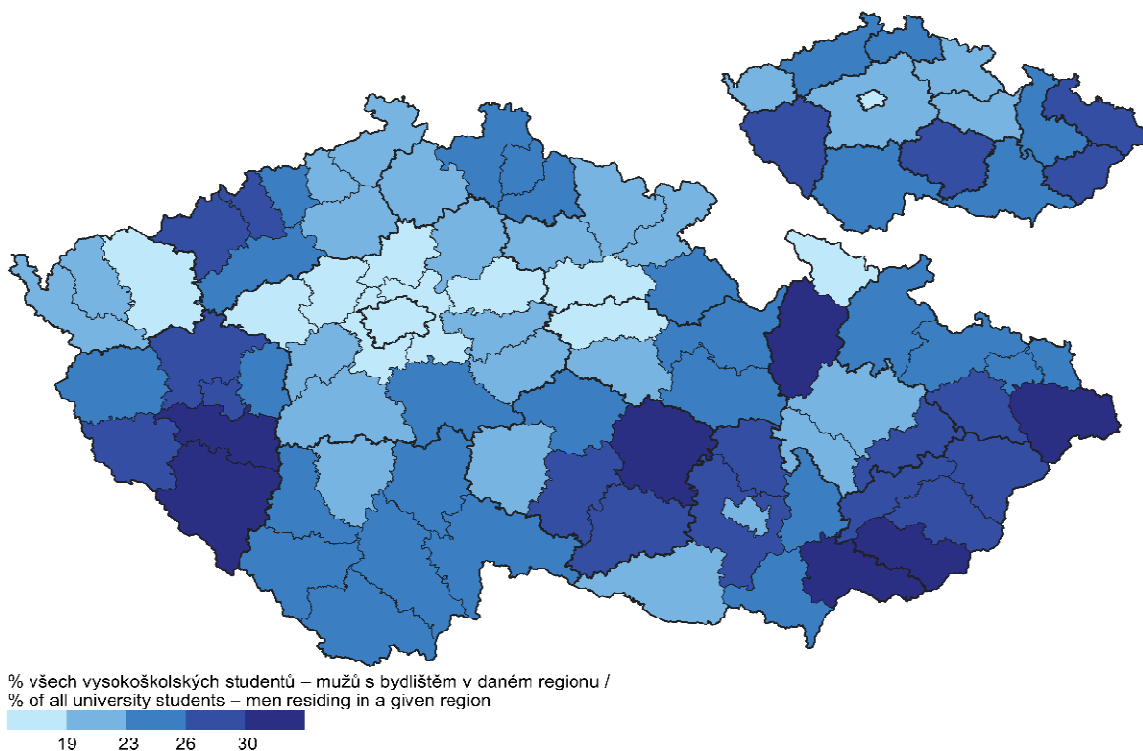 % všech vysokoškolských studentů – mužů s bydlištěm v daném regionu /
% of all university students – men residing in a given region
19 23 26 30